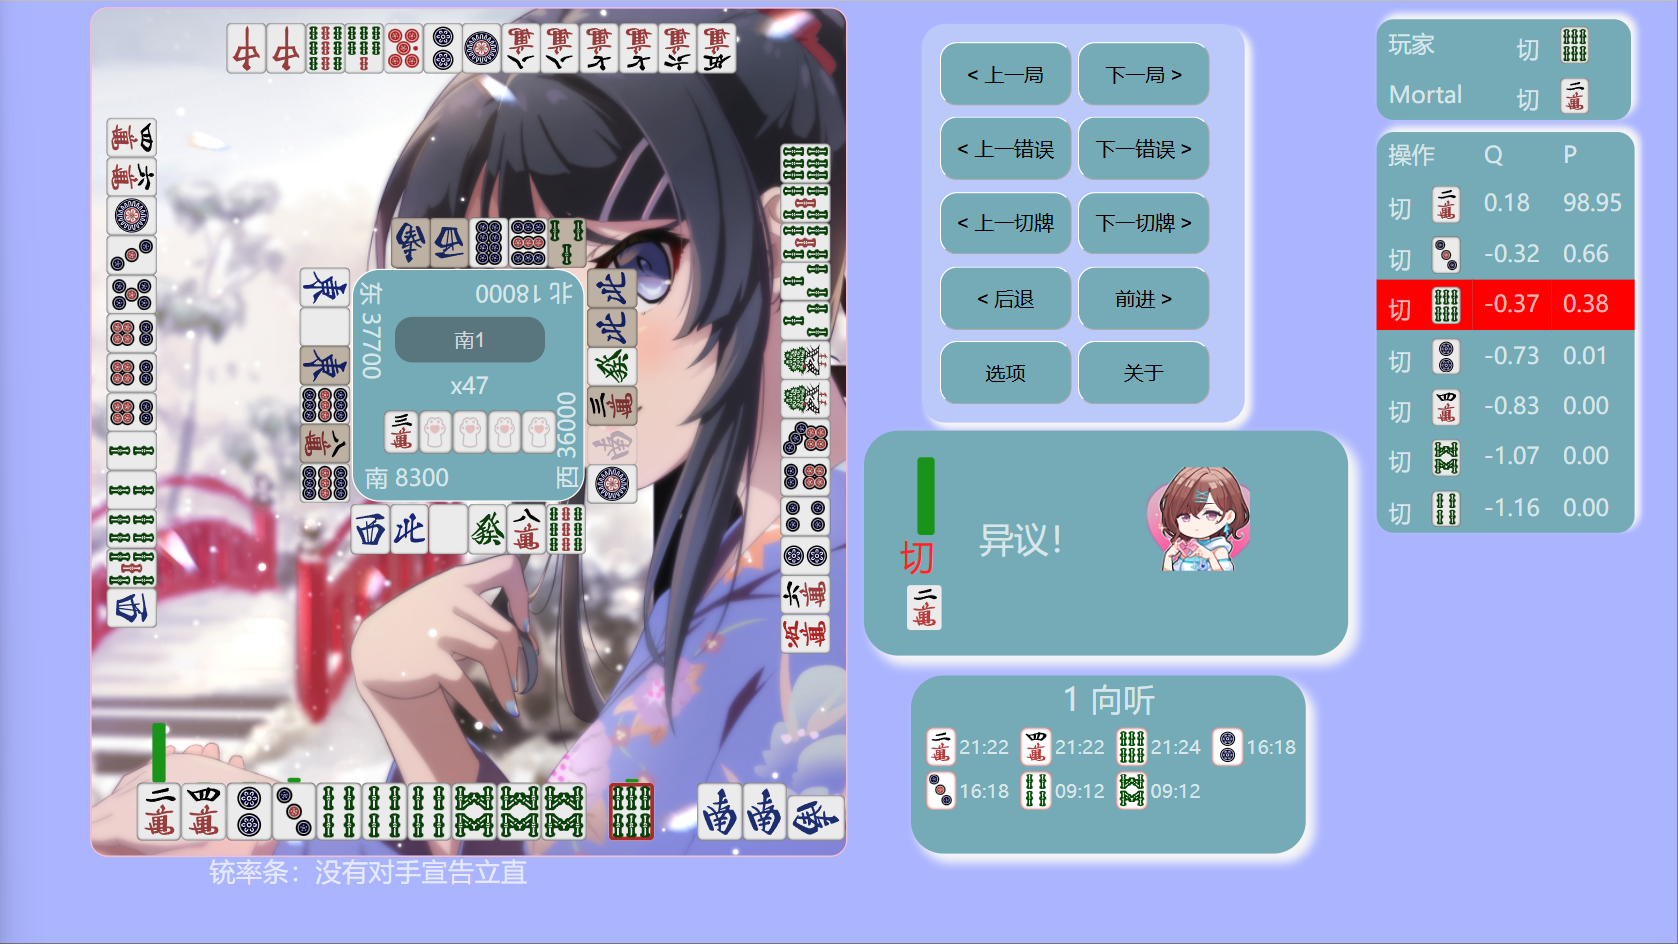 < 上一局
下一局 >
< 上一错误
下一错误 >
< 上一切牌
下一切牌 >
< 后退
前进 >
选项
关于
玩家 切
Mortal 切
操作 Q P
切 0.18 98.95
切 -0.32 0.66
切 -0.37 0.38
切 -0.73 0.01
切 -0.83 0.00
切 -1.07 0.00
切 -1.16 0.00
北 18000
东 37700
南1
x47
西 36000
南 8300
异议！
切
1 向听
21:22 21:22 21:24 16:18
16:18 09:12 09:12
铳率条：没有对手宣告立直